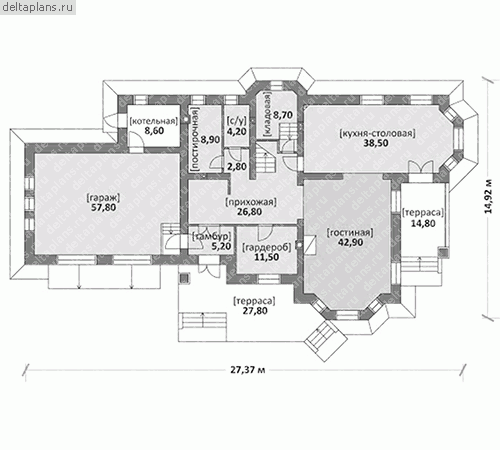 deltaplans.ru
[котельная]
8,60
[постирочная]
8,90
[с/у]
4,20
[кладовая]
8,70
[кухня-столовая]
38,50
2,80
[гараж]
57,80
[прихожая]
26,80
[гостиная]
42,90
[терраса]
14,80
[тамбур]
5,20
[гардероб]
11,50
[терраса]
27,80
14,92 м
27,37 м